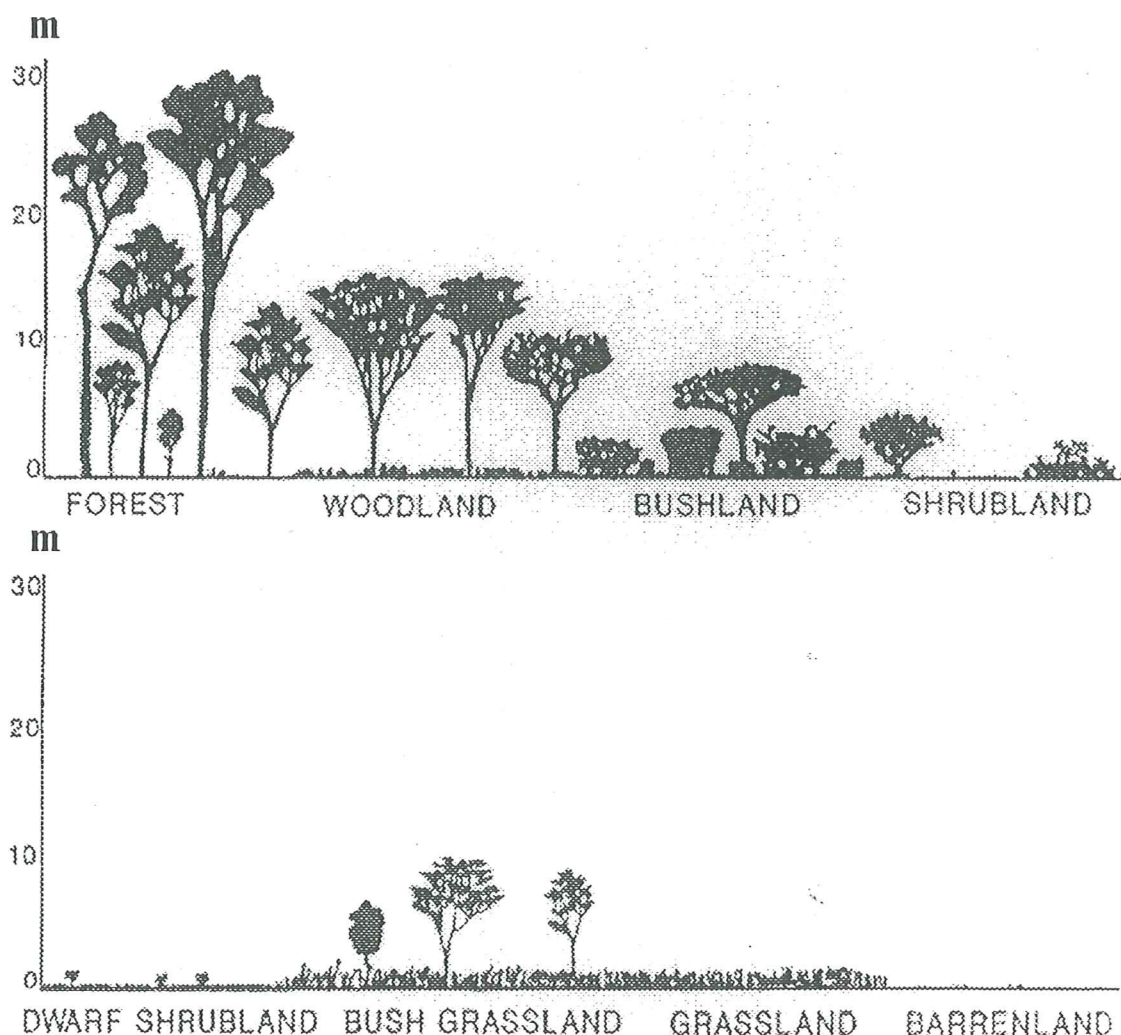 m
30
20
10
0
FOREST WOODLAND BUSHLAND SHRUBLAND
m
30
20
10
0
DWARF SHRUBLAND BUSH GRASSLAND GRASSLAND BARRENLAND